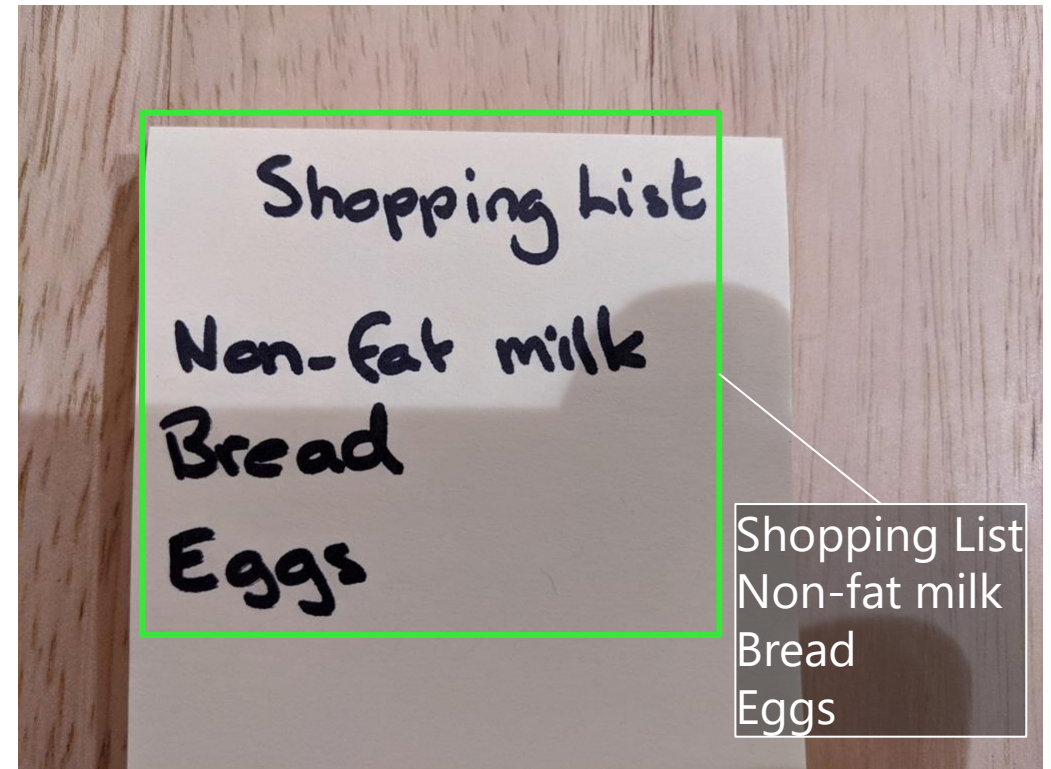 Shopping List
Non-fat milk
Bread
Eggs
Shopping List
Non-fat milk
Bread
Eggs